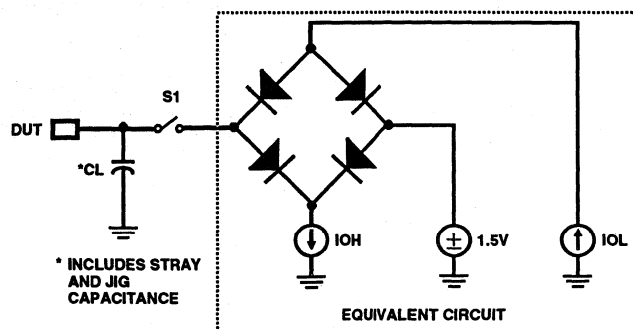 S1
DUT
*CL
IOH
± 1.5V
IOL
* INCLUDES STRAY
AND JIG
CAPACITANCE
EQUIVALENT CIRCUIT